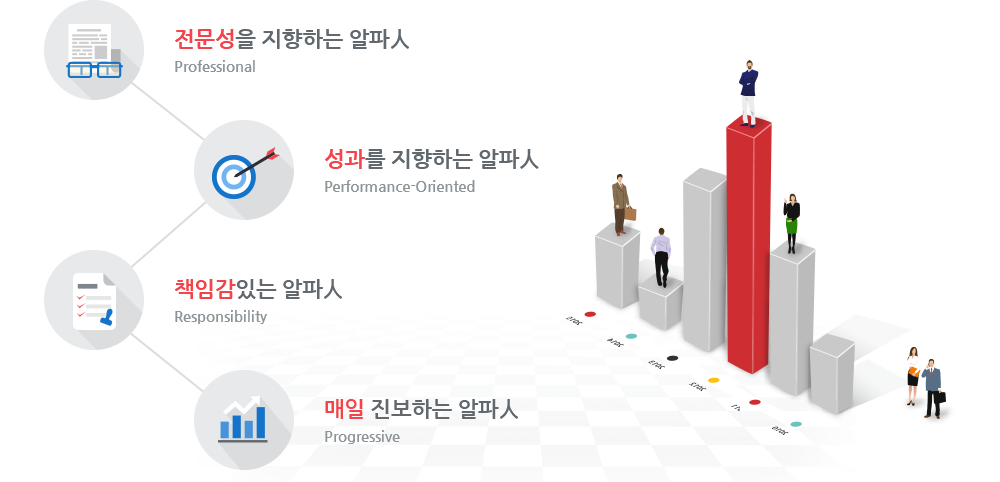 전문성을 지향하는 알파人
Professional
성과를 지향하는 알파人
Performance-Oriented
책임감있는 알파人
Responsibility
매일 진보하는 알파人
Progressive